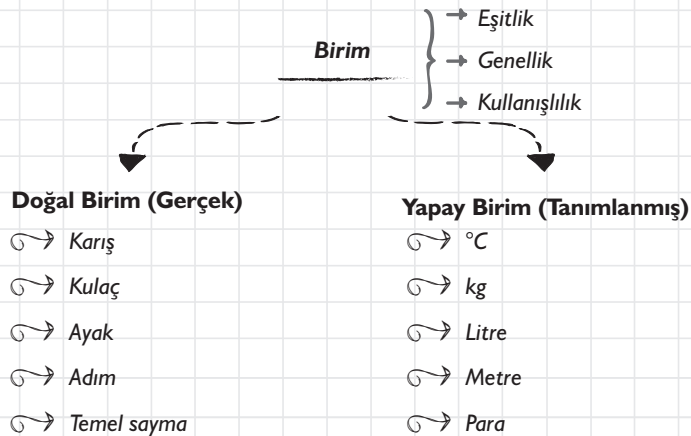 Birim
Eşitlik
Genellik
Kullanışlılık
Doğal Birim (Gerçek)
Karış
Kulaç
Ayak
Adım
Temel sayma
Yapay Birim (Tanımlanmış)
°C
kg
Litre
Metre
Para